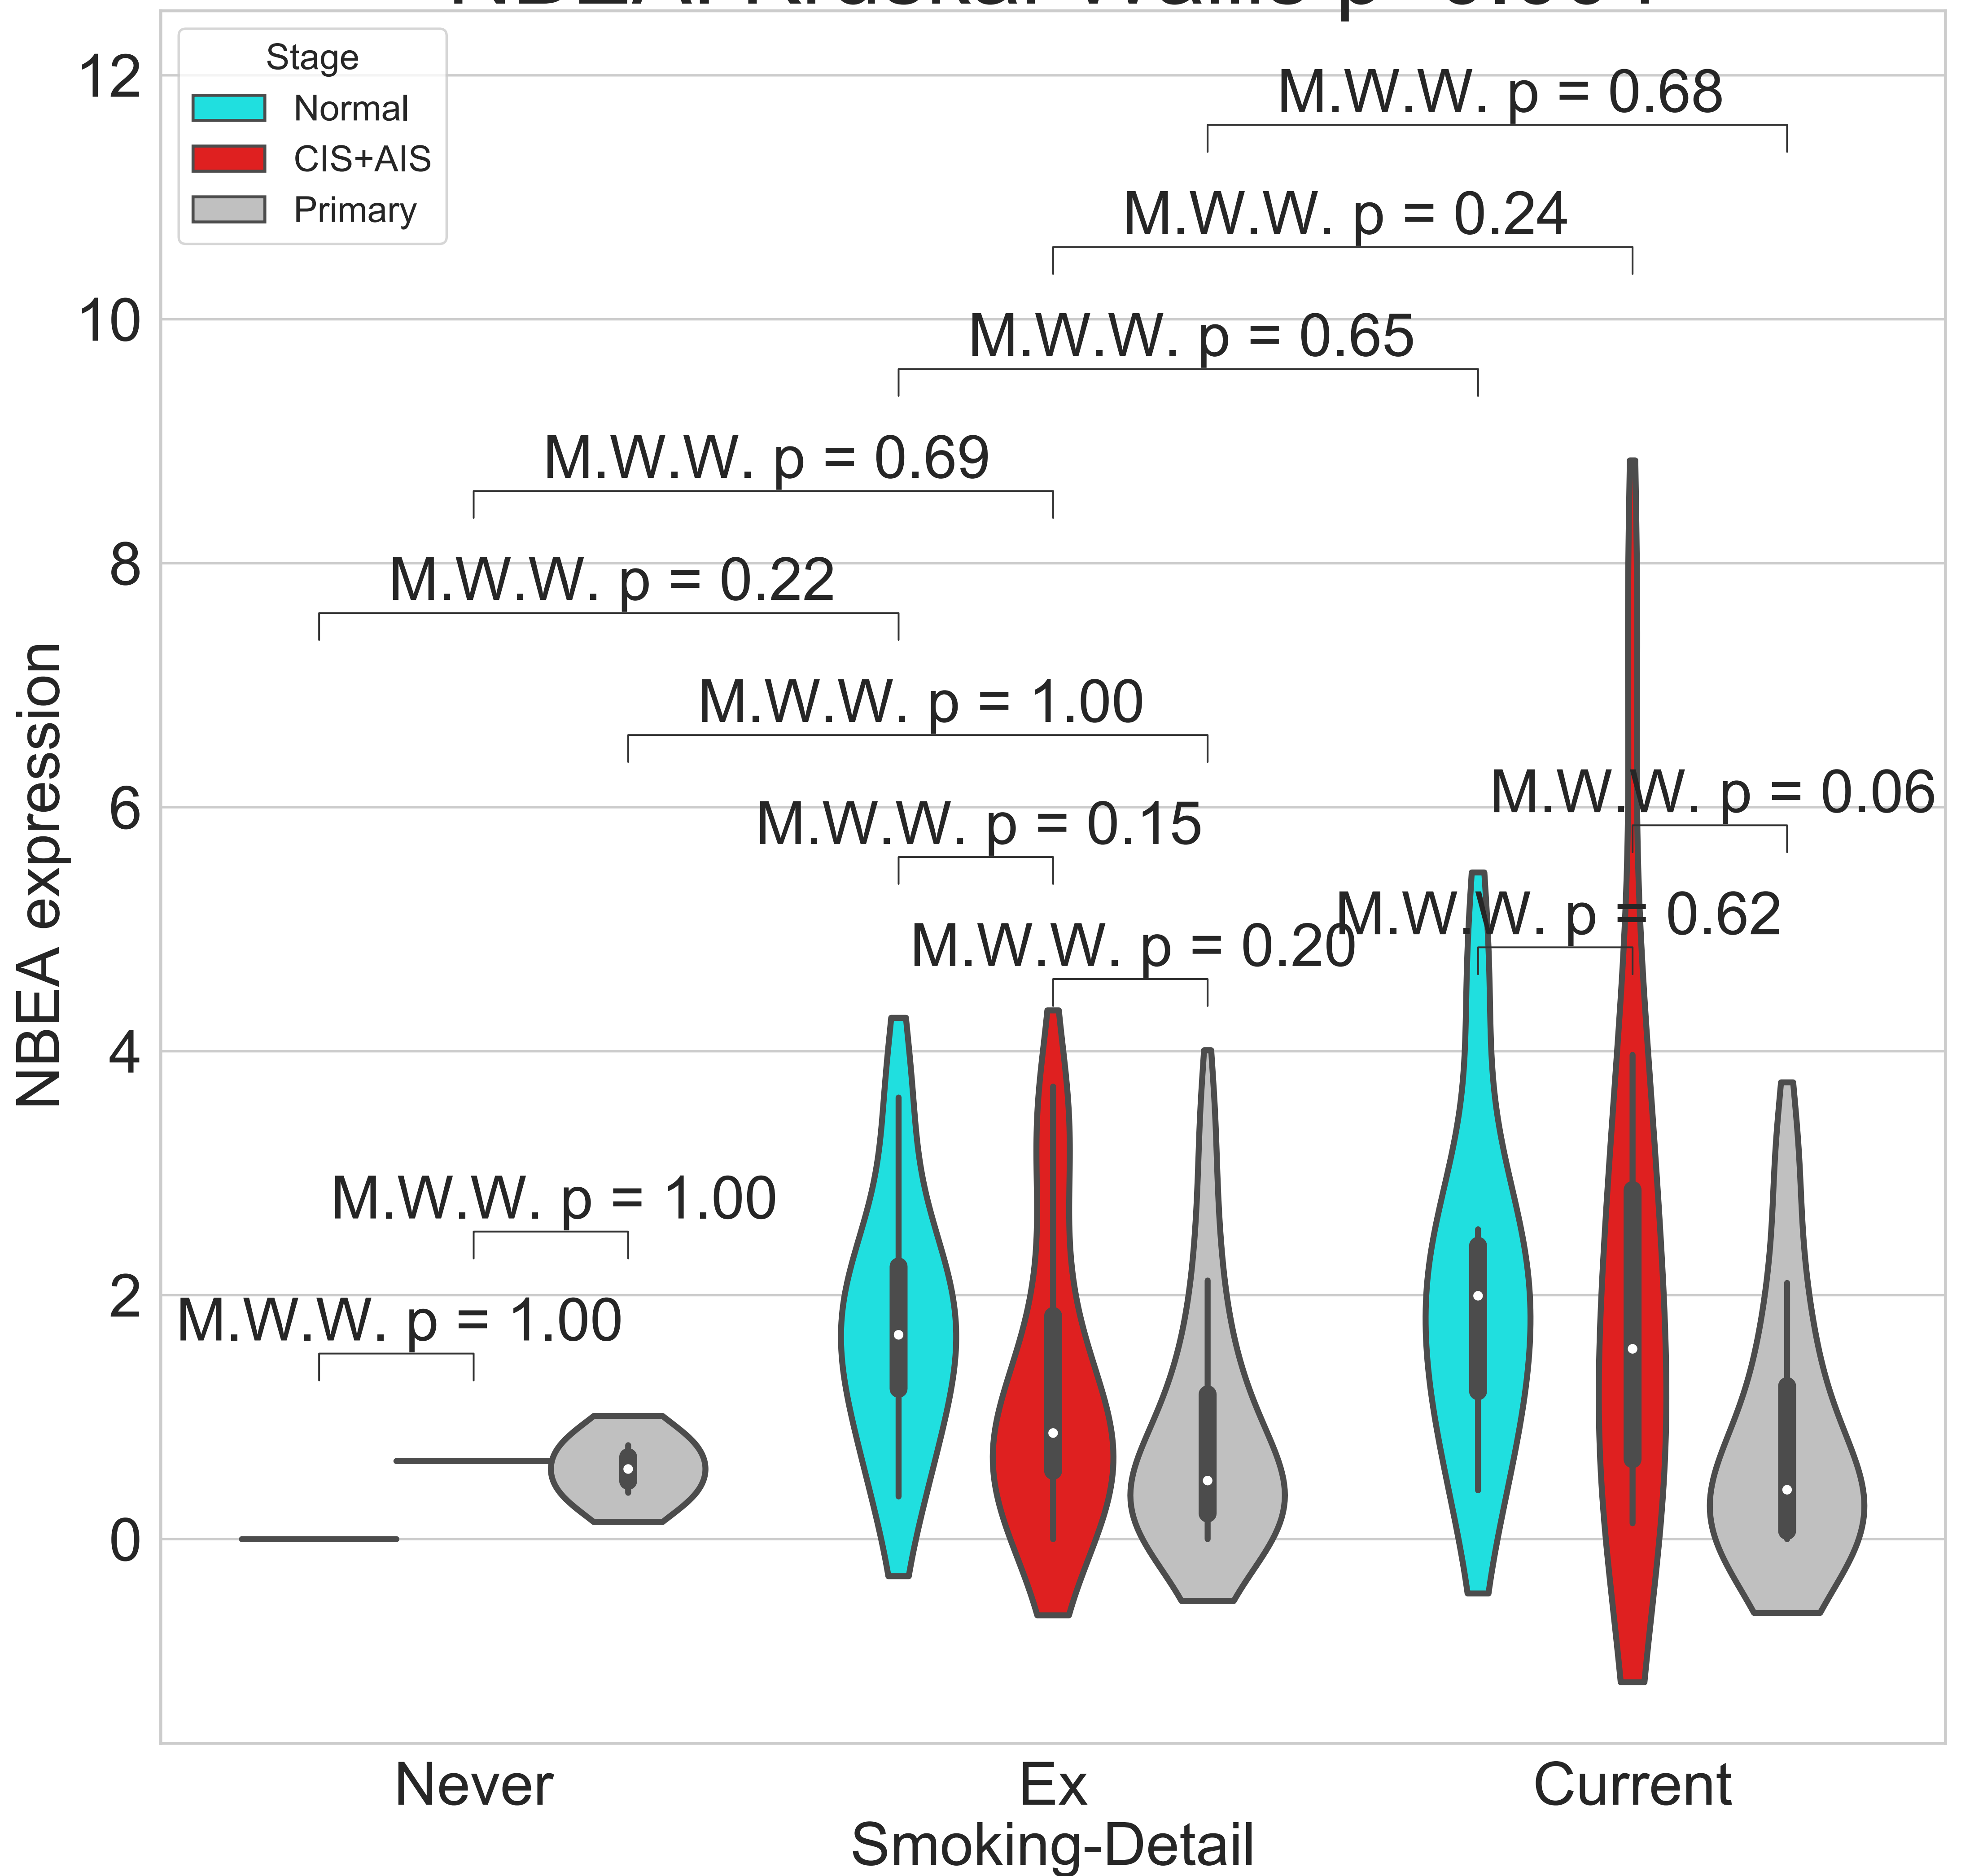 Stage
Normal
CIS+AIS
Primary
12
10
8
6
4
2
0
NBEA expression
M.W.W. p = 0.68
M.W.W. p = 0.24
M.W.W. p = 0.65
M.W.W. p = 0.69
M.W.W. p = 0.22
M.W.W. p = 1.00
M.W.W. p = 0.06
M.W.W. p = 0.15
M.W.W. p = 0.62
M.W.W. p = 0.20
M.W.W. p = 1.00
M.W.W. p = 1.00
Never
Ex
Current
Smoking-Detail